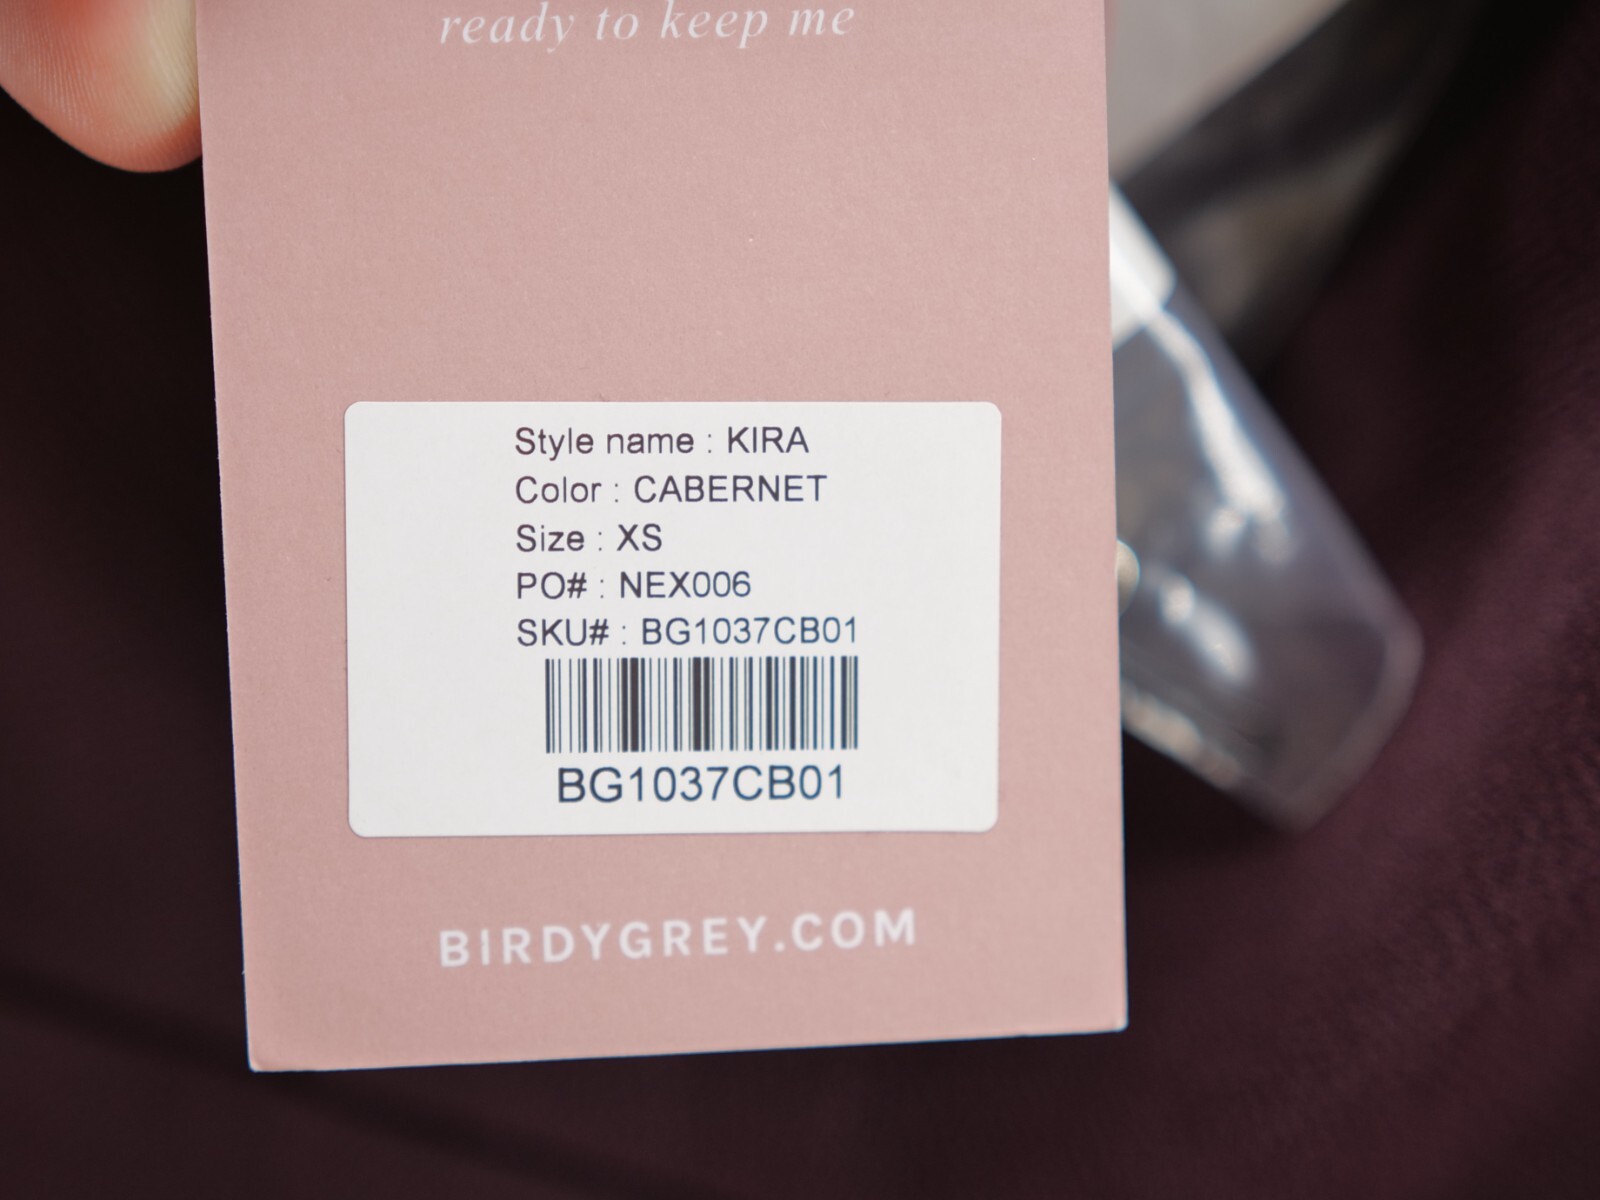 ready to keep me
Style name : KIRA
Color : CABERNET
Size : XS
PO# : NEX006
SKU# : BG1037CB01
BG1037CB01
BIRDYGREY.COM